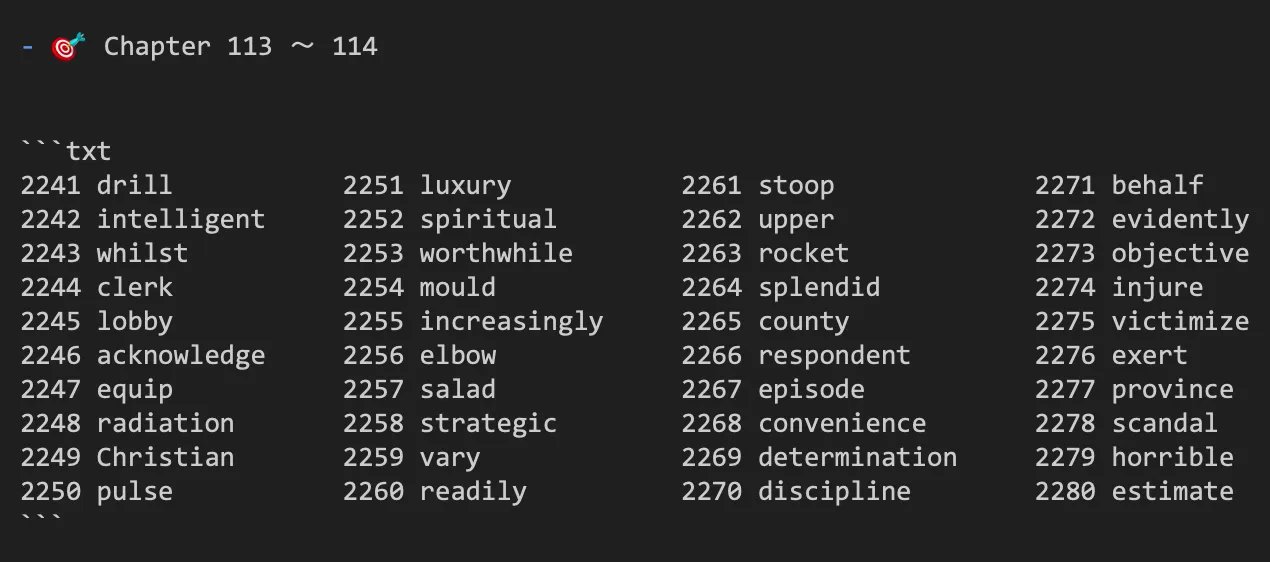 - 🎯 Chapter 113 ～ 114
```txt
2241 drill 2251 luxury 2261 stoop 2271 behalf
2242 intelligent 2252 spiritual 2262 upper 2272 evidently
2243 whilst 2253 worthwhile 2263 rocket 2273 objective
2244 clerk 2254 mould 2264 splendid 2274 injure
2245 lobby 2255 increasingly 2265 county 2275 victimize
2246 acknowledge 2256 elbow 2266 respondent 2276 exert
2247 equip 2257 salad 2267 episode 2277 province
2248 radiation 2258 strategic 2268 convenience 2278 scandal
2249 Christian 2259 vary 2269 determination 2279 horrible
2250 pulse 2260 readily 2270 discipline 2280 estimate
```